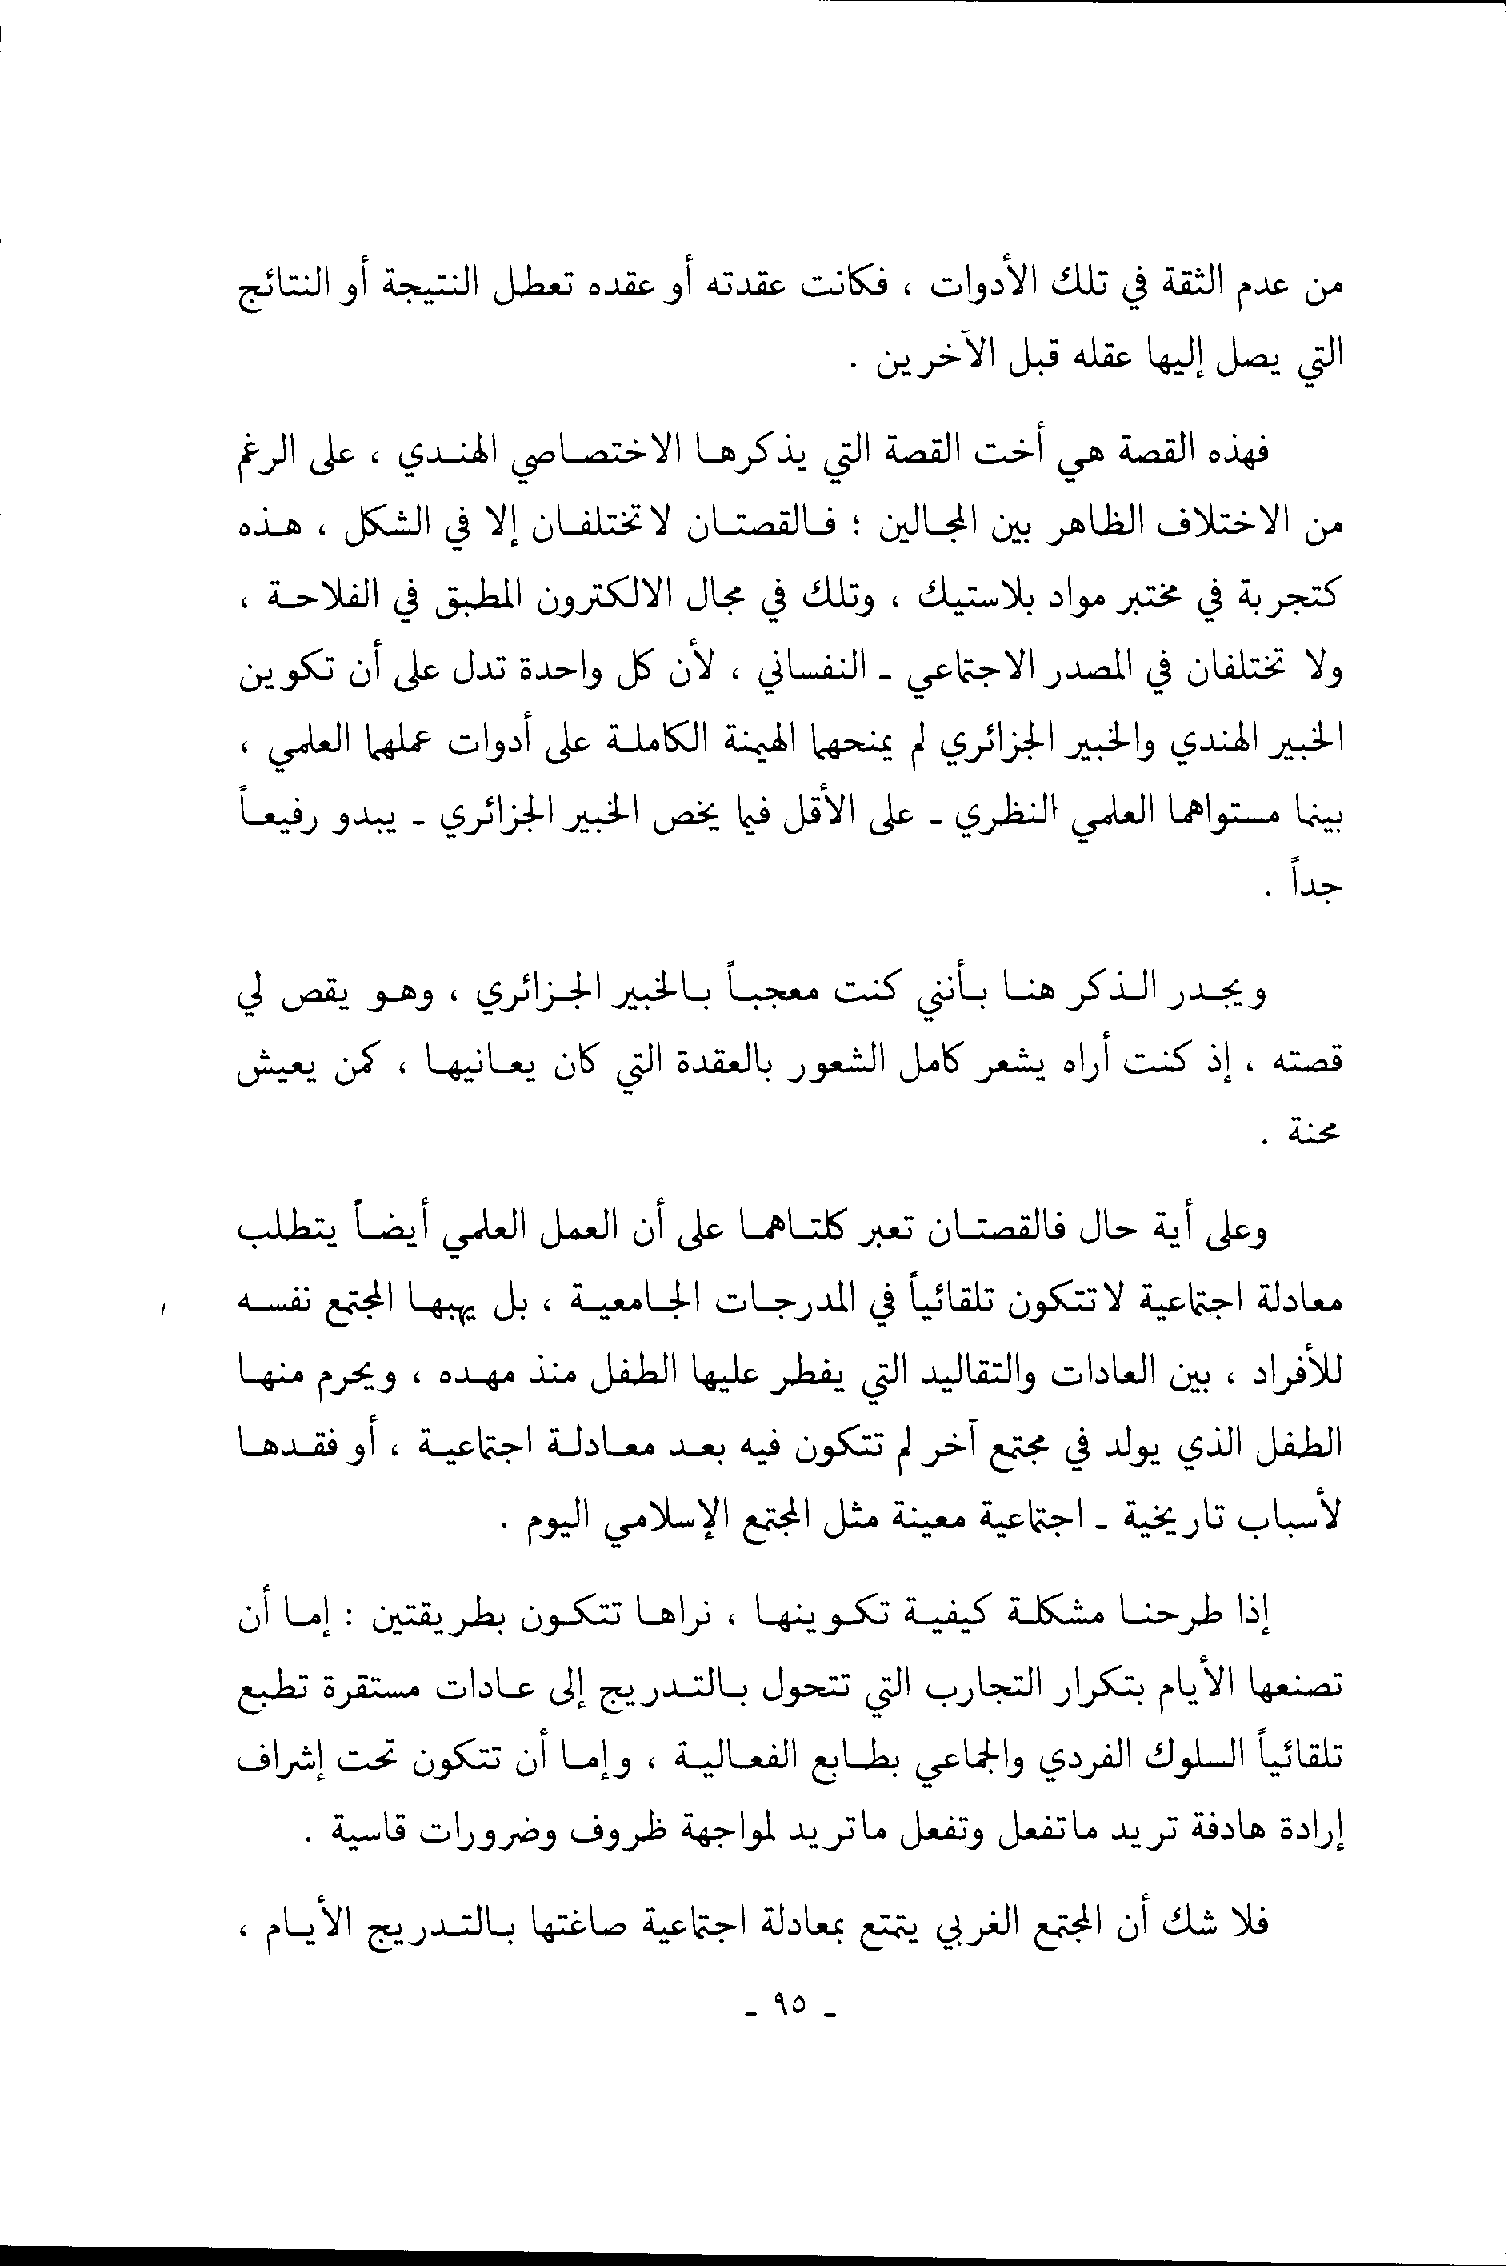 من عدم الثقة في تلك الأدوات ، فكانت عقدته أو عقده تعطل النتيجة أو النتائج
التي يصل إليها عقله قبل الآخرين .
فهذه القصة هي أخت القصة التي يذكرها الاختصاصي الهندي ، على الرغم
من الاختلاف الظاهر بين المجالين ؛ فالقصتان لا تختلفان إلا في الشكل ، هذه
كتجربة في مختبر مواد بلاستيك ، وتلك في مجال الالكترون المطبق في الفلاحة ،
ولا تختلفان في المصدر الاجتماعي - النفساني ، لأن كل واحدة تدل على أن تكوين
الخبير الهندي والخبير الجزائري لم يمنحهما الهيمنة الكاملة على أدوات عملهما العلمي ،
بينما مستواهما العلمي النظري - على الأقل فيما يخص الخبير الجزائري - يبدو رفيعاً
جداً .
ويجدر الذكر هنا بأنني كنت معجباً بالخبير الجزائري ، وهو يقص لي
قصته ، إذ كنت أراه يشعر كامل الشعور بالعقدة التي كان يعانيها ، كمن يعيش
محنة .
وعلى أية حال فالقصتان تعبر كلتاهما على أن العمل العلمي أيضاً يتطلب
معادلة اجتماعية لا تتكون تلقائياً في المدرجات الجامعية ، بل يهبها المجتمع نفسه
للأفراد ، بين العادات والتقاليد التي يفطر عليها الطفل منذ مهده ، ويحرم منها
الطفل الذي يولد في مجتمع آخر لم تتكون فيه بعد معادلة اجتماعية ، أو فقدها
لأسباب تاريخية - اجتماعية معينة مثل المجتمع الإسلامي اليوم .
إذا طرحنا مشكلة كيفية تكوينها ، نراها تتكون بطريقتين : إما أن
تصنعها الأيام بتكرار التجارب التي تتحول بالتدريج إلى عادات مستقرة تطبع
تلقائياً السلوك الفردي والجماعي بطابع الفعالية ، وإما أن تتكون تحت إشراف
إرادة هادفة تريد ماتفعل وتفعل ماتريد لمواجهة ظروف وضرورات قاسية .
فلا شك أن المجتمع الغربي يتمتع بمعادلة اجتماعية صاغتها بالتدريج الأيام ،
- ٩٥ -